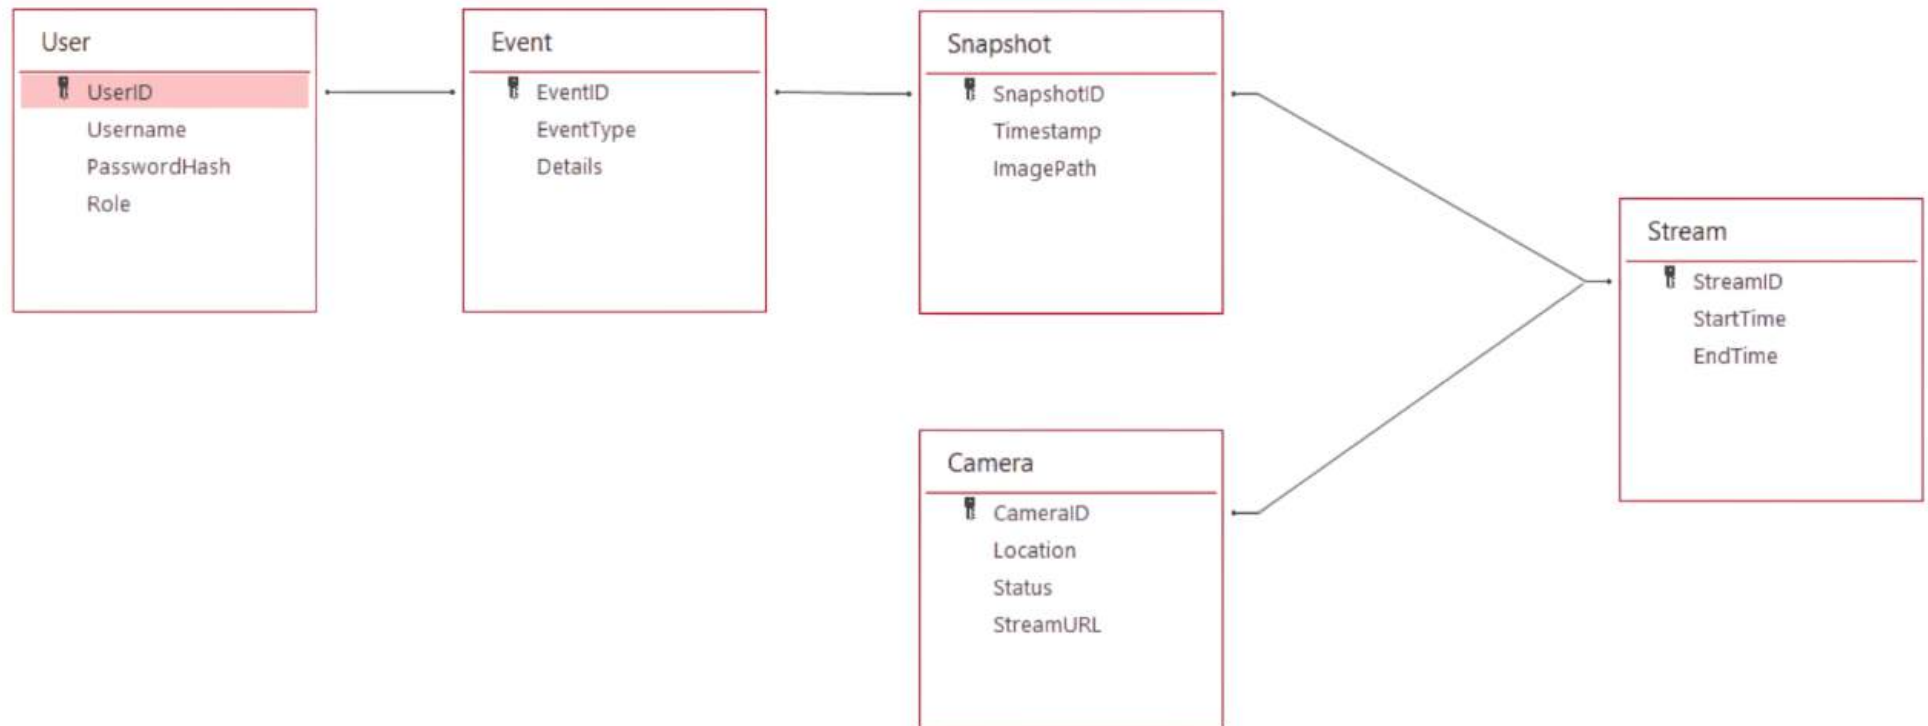 User
UserID
Username
PasswordHash
Role
Event
EventID
EventType
Details
Snapshot
SnapshotID
Timestamp
ImagePath
Stream
StreamID
StartTime
EndTime
Camera
CameraID
Location
Status
StreamURL